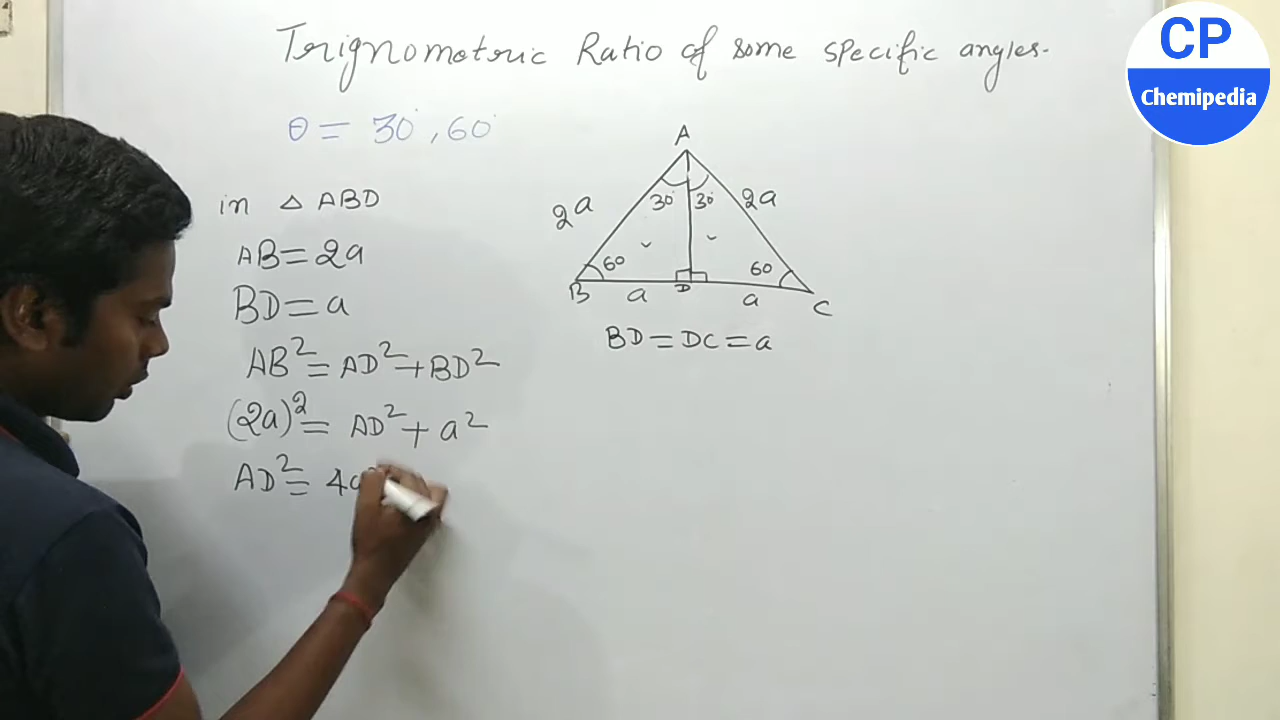 Trignometric Ratio of some specific angles.
θ = 30°, 60°
in △ ABD
AB = 2a
BD = a
AB² = AD² + BD²
(2a)² = AD² + a²
AD² = 4a
A
2a
30° 30°
2a
60
60
B
a
D
a
C
BD = DC = a
CP
Chemipedia